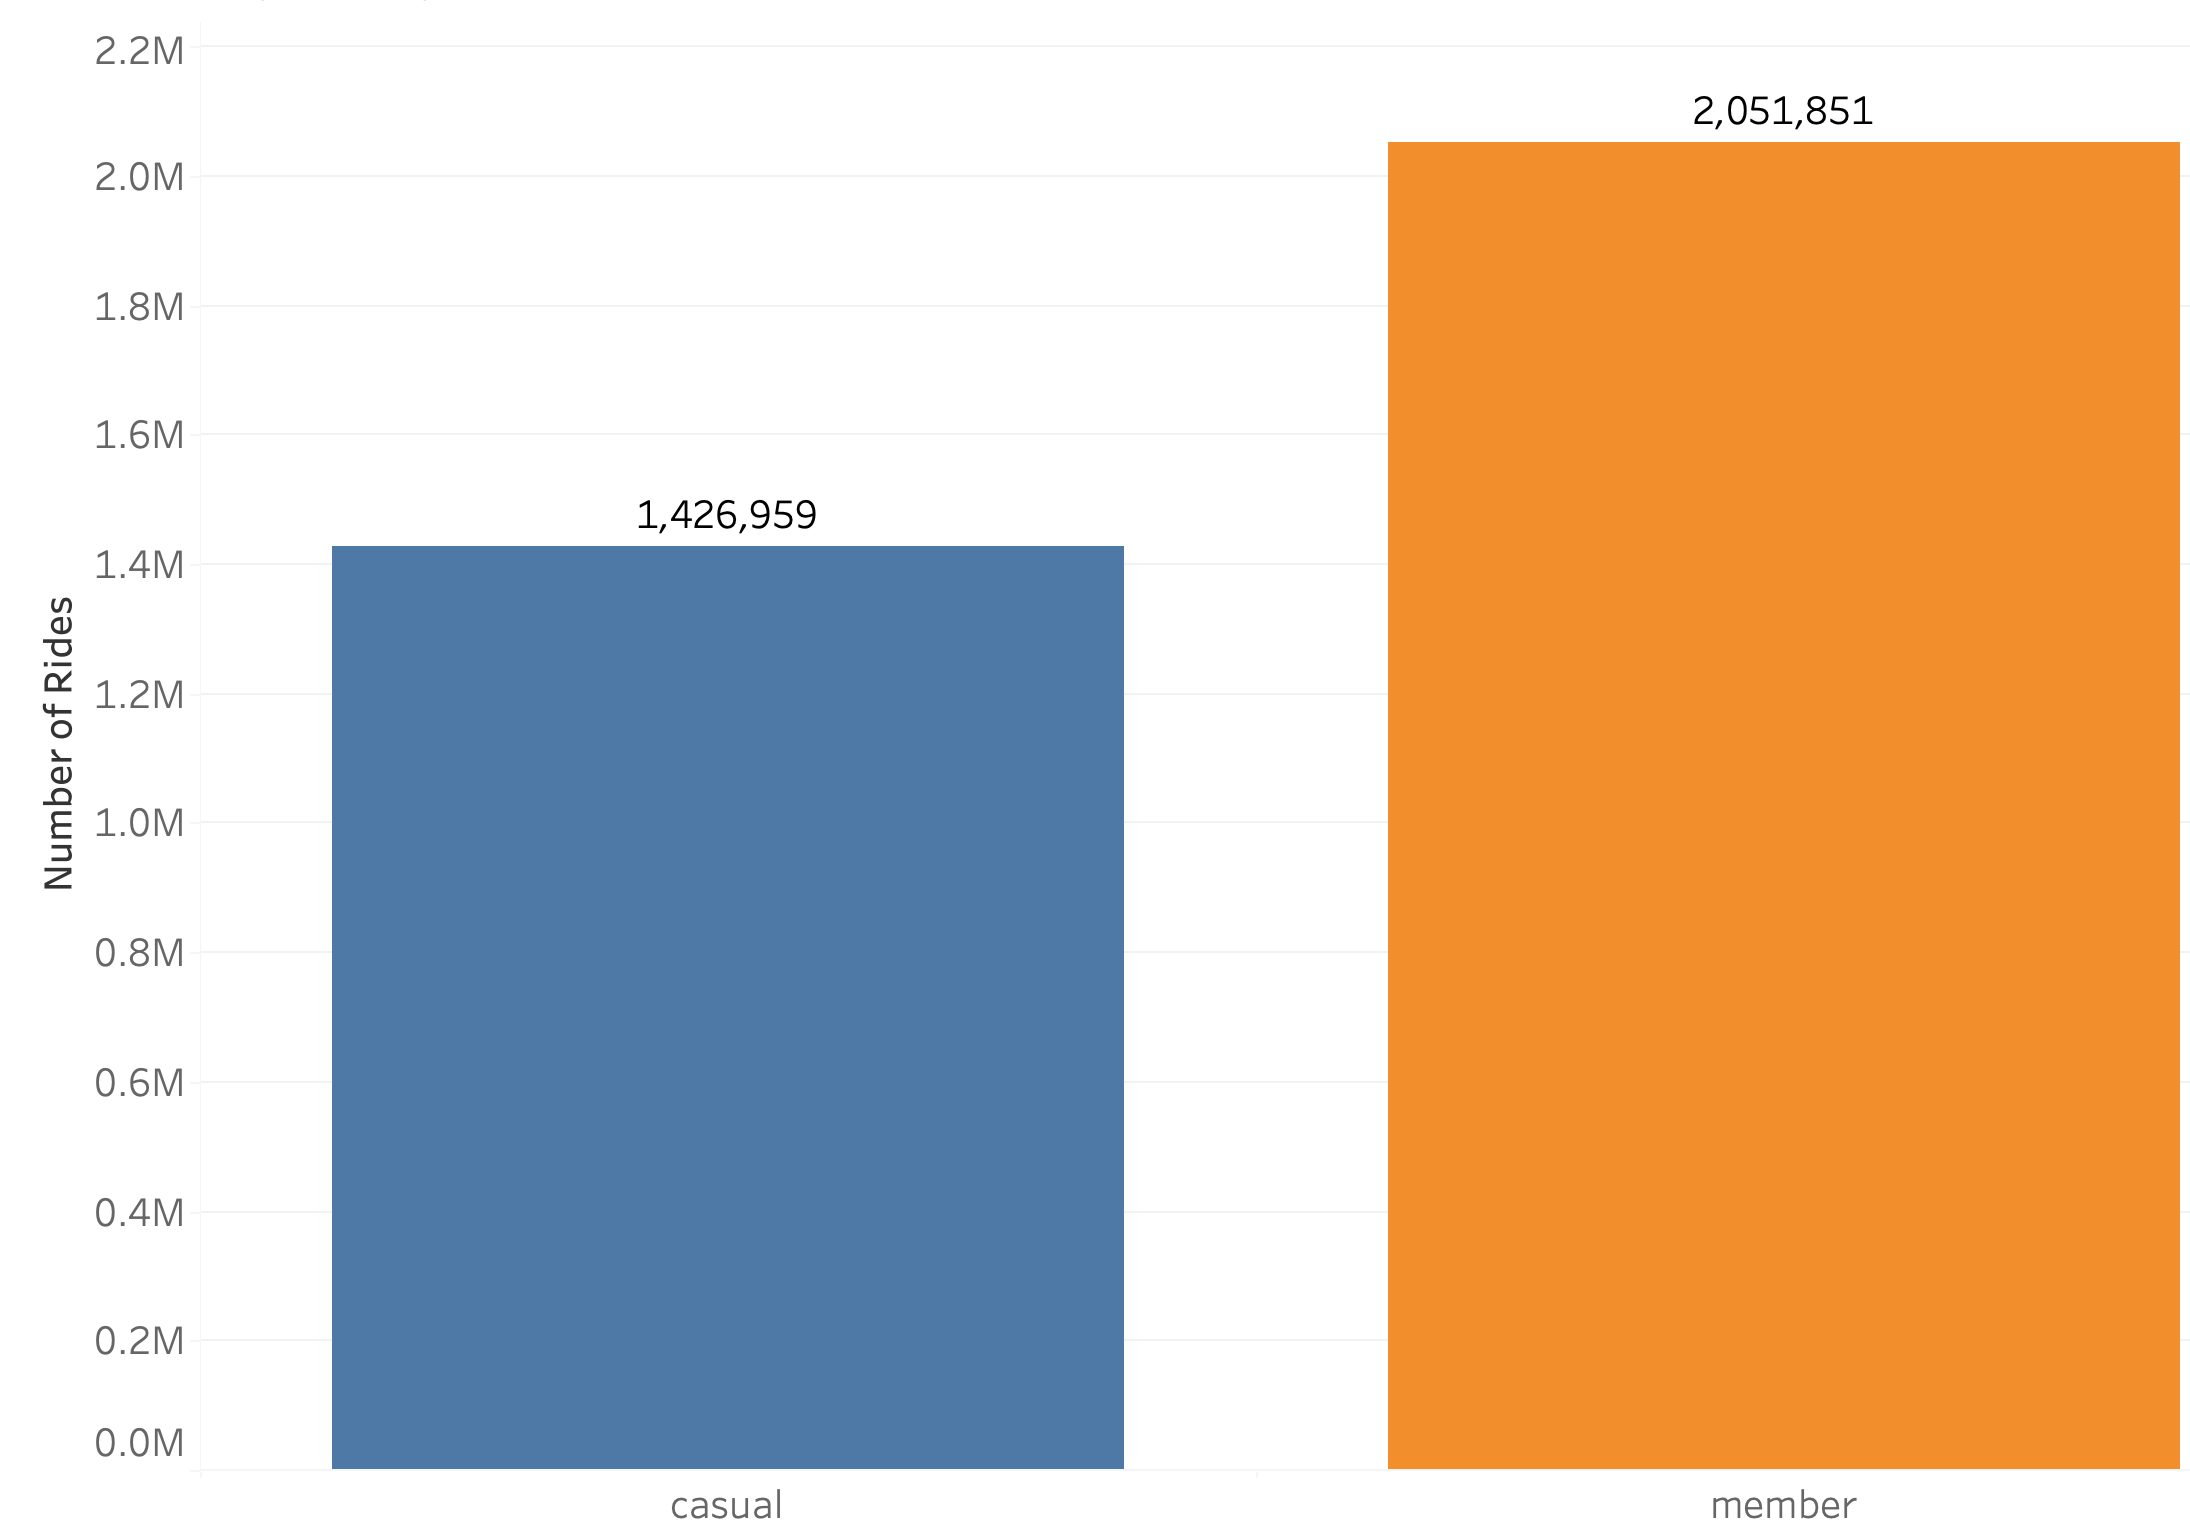 2.2M
2,051,851
2.0M
1.8M
1.6M
1,426,959
1.4M
1.2M
Number of Rides
1.0M
0.8M
0.6M
0.4M
0.2M
0.0M
casual
member